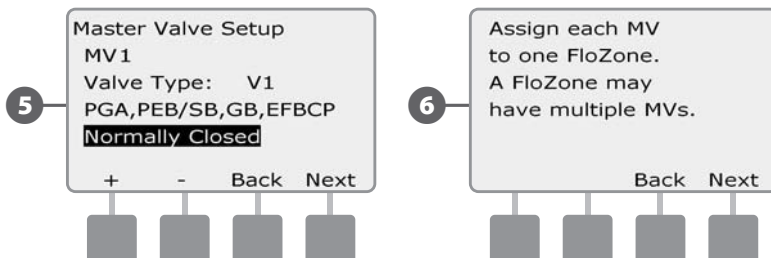 5
Master Valve Setup
MV1
Valve Type: V1
PGA,PEB/SB,GB,EFBCP
Normally Closed
+ - Back Next
6
Assign each MV
to one FloZone.
A FloZone may
have multiple MVs.
Back Next